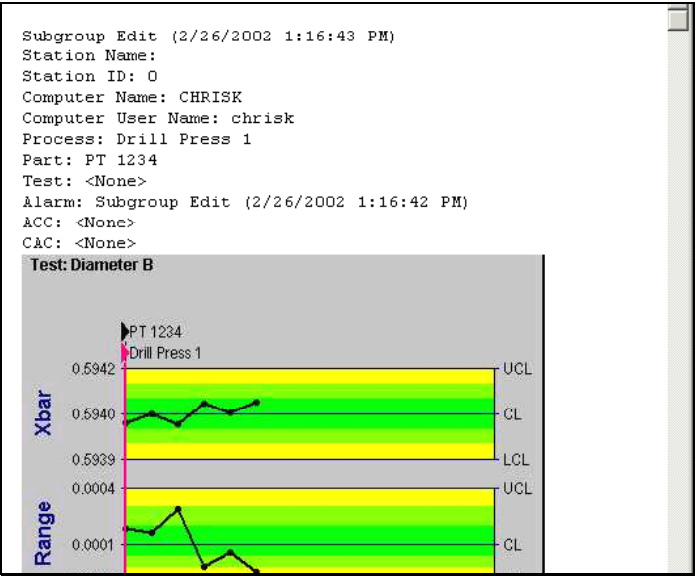 Subgroup Edit (2/26/2002 1:16:43 PM)
Station Name:
Station ID: 0
Computer Name: CHRISK
Computer User Name: chrisk
Process: Drill Press 1
Part: PT 1234
Test: <None>
Alarm: Subgroup Edit (2/26/2002 1:16:42 PM)
ACC: <None>
CAC: <None>
Test: Diameter B
PT 1234
Drill Press 1
0.5942 UCL
Xbar 0.5940 CL
0.5939 LCL
0.0004 UCL
Range 0.0001 CL